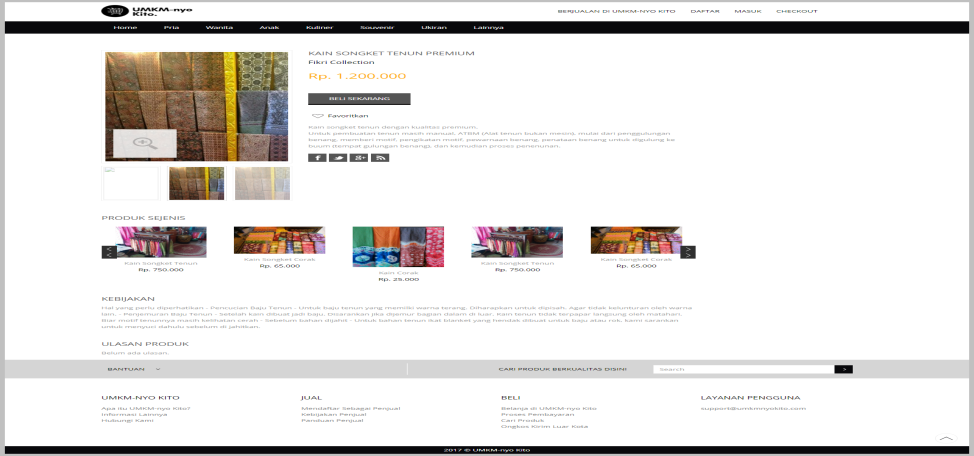 UMKM-nyo
Kito.
BERJUALAN DI UMKM-NYO KITO DAFTAR MASUK CHECKOUT
Home Pria Wanita Anak Kuliner Souvenir Ukiran Lainnya
KAIN SONGKET TENUN PREMIUM
Fikri Collection
Rp. 1.200.000
BELI SEKARANG
Favoritkan
Kain songket tenun dengan kualitas premium.
Untuk pembuatan tenun masih manual, ATBM (Alat tenun bukan mesin), mulai dari penggulungan
benang, memberi motif, pengikatan motif, pewarnaan benang, penataan benang untuk digulung ke
buum (tempat gulungan benang), dan kemudian proses penenunan.
PRODUK SEJENIS
< <
Kain Songket Tenun
Rp. 750.000
Kain Songket Corak
Rp. 65.000
Kain Corak
Rp. 25.000
Kain Songket Tenun
Rp. 750.000
Kain Songket Corak
Rp. 65.000
> >
KEBIJAKAN
Hal yang perlu diperhatikan - Pencucian Baju Tenun - Untuk baju tenun yang memiliki warna terang. Diharapkan untuk dipisah. Agar tidak kelunturan oleh warna
lain. - Penjemuran Baju Tenun - Setelah kain dibuat jadi baju. Disarankan jika dijemur bagian dalam di luar. Kain tenun tidak terpapar langsung oleh matahari.
Biar motif tenunnya masih kelihatan cerah - Sebelum bahan dijahit - Untuk bahan tenun ikat blanket yang hendak dibuat untuk baju atau rok, kami sarankan
untuk menyuci dahulu sebelum di jahitkan.
ULASAN PRODUK
Belum ada ulasan.
BANTUAN CARI PRODUK BERKUALITAS DISINI Search >
UMKM-NYO KITO
Apa itu UMKM-nyo Kito?
Informasi Lainnya
Hubungi Kami
JUAL
Mendaftar Sebagai Penjual
Kebijakan Penjual
Panduan Penjual
BELI
Belanja di UMKM-nyo Kito
Proses Pembayaran
Cari Produk
Ongkos Kirim Luar Kota
LAYANAN PENGGUNA
support@umkmnyokito.com
2017 © UMKM-nyo Kito